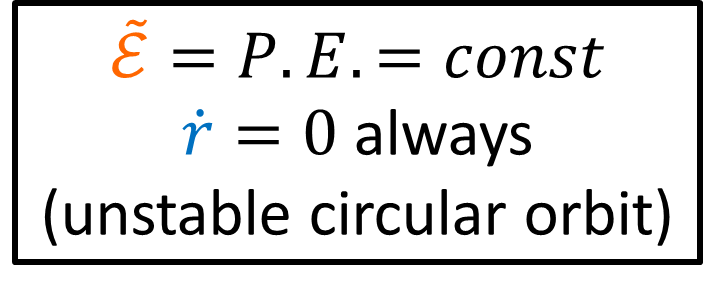 ℰ̃ = P.E. = const
ṙ = 0 always
(unstable circular orbit)